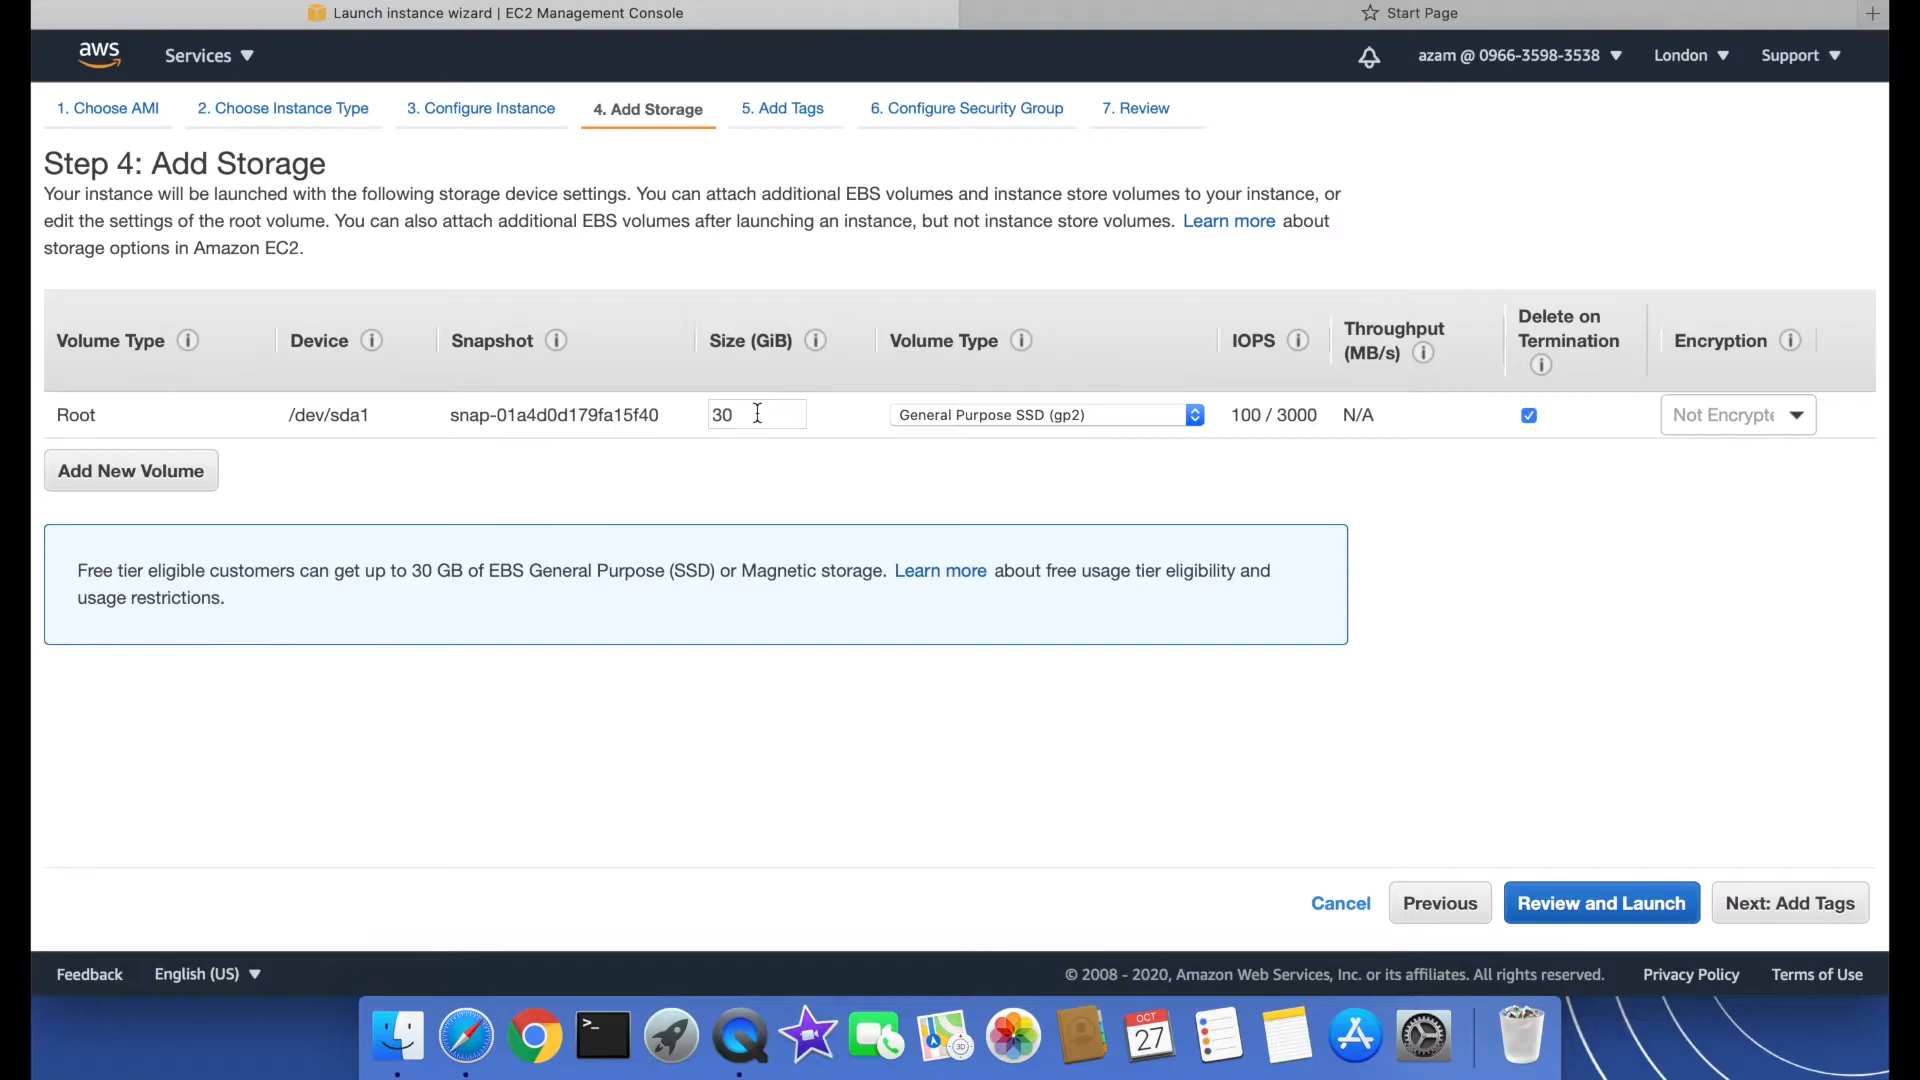 Launch instance wizard | EC2 Management Console
Start Page
aws
Services
azam @ 0966-3598-3538
London
Support
1. Choose AMI
2. Choose Instance Type
3. Configure Instance
4. Add Storage
5. Add Tags
6. Configure Security Group
7. Review
Step 4: Add Storage
Your instance will be launched with the following storage device settings. You can attach additional EBS volumes and instance store volumes to your instance, or
edit the settings of the root volume. You can also attach additional EBS volumes after launching an instance, but not instance store volumes. Learn more about
storage options in Amazon EC2.
Volume Type
Device
Snapshot
Size (GiB)
Volume Type
IOPS
Throughput
(MB/s)
Delete on
Termination
Encryption
Root
/dev/sda1
snap-01a4d0d179fa15f40
30
General Purpose SSD (gp2)
100 / 3000
N/A
Not Encrypte
Add New Volume
Free tier eligible customers can get up to 30 GB of EBS General Purpose (SSD) or Magnetic storage. Learn more about free usage tier eligibility and
usage restrictions.
Cancel
Previous
Review and Launch
Next: Add Tags
Feedback
English (US)
© 2008 - 2020, Amazon Web Services, Inc. or its affiliates. All rights reserved.
Privacy Policy
Terms of Use
>_
3D
OCT
27